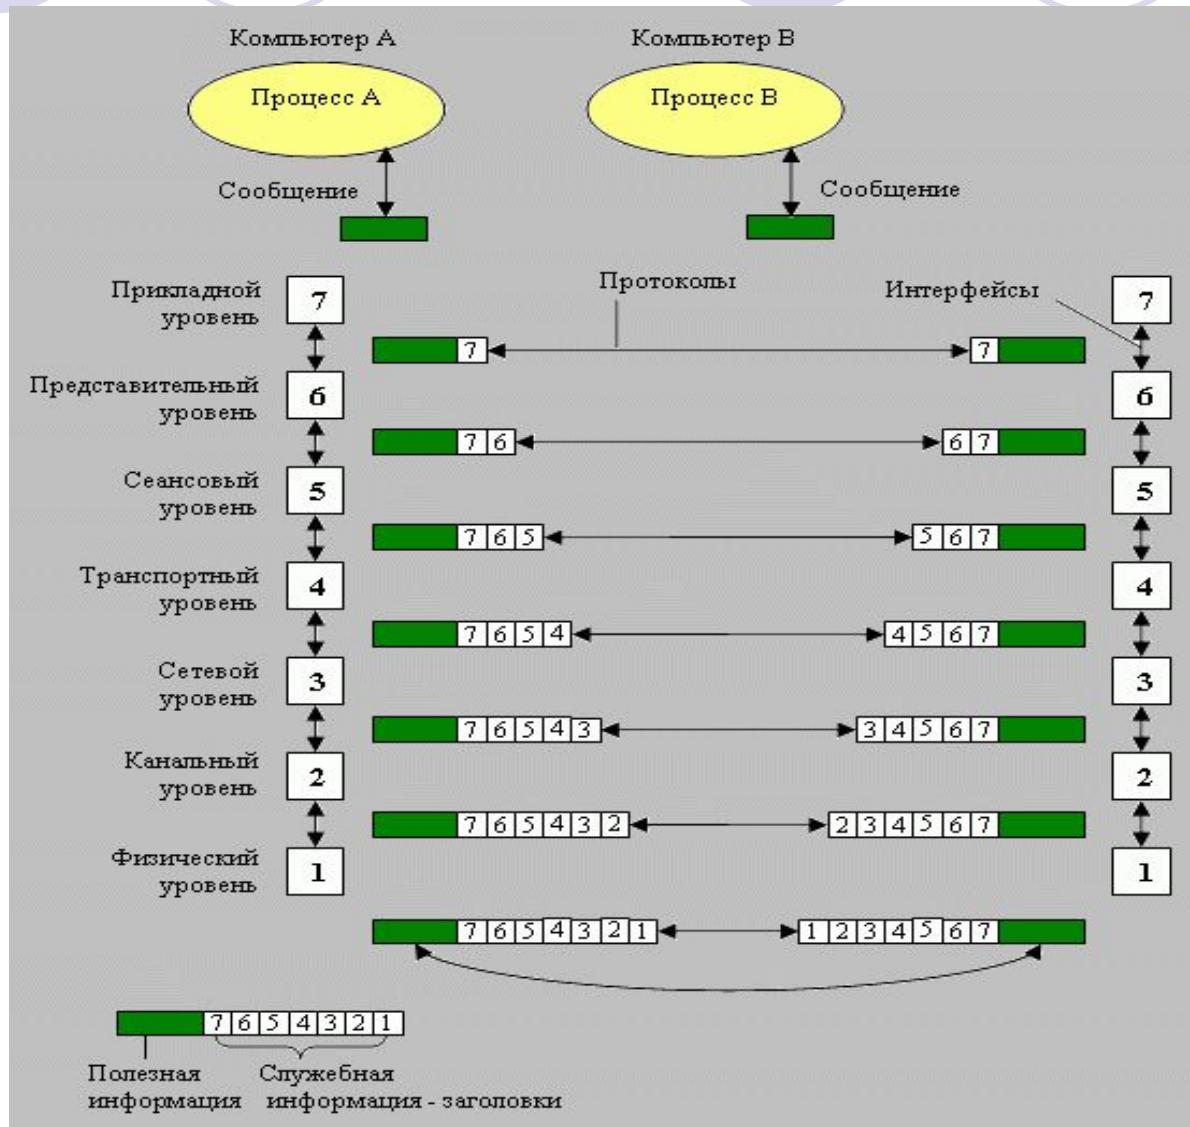 Компьютер А
Компьютер В
Процесс А
Процесс В
Сообщение
Сообщение
Протоколы
Интерфейсы
Прикладной
уровень
7
7
7
7
Представительный
уровень
6
6
7 6
6 7
Сеансовый
уровень
5
5
7 6 5
5 6 7
Транспортный
уровень
4
4
7 6 5 4
4 5 6 7
Сетевой
уровень
3
3
7 6 5 4 3
3 4 5 6 7
Канальный
уровень
2
2
7 6 5 4 3 2
2 3 4 5 6 7
Физический
уровень
1
1
7 6 5 4 3 2 1
1 2 3 4 5 6 7
7 6 5 4 3 2 1
Полезная
информация
Служебная
информация - заголовки